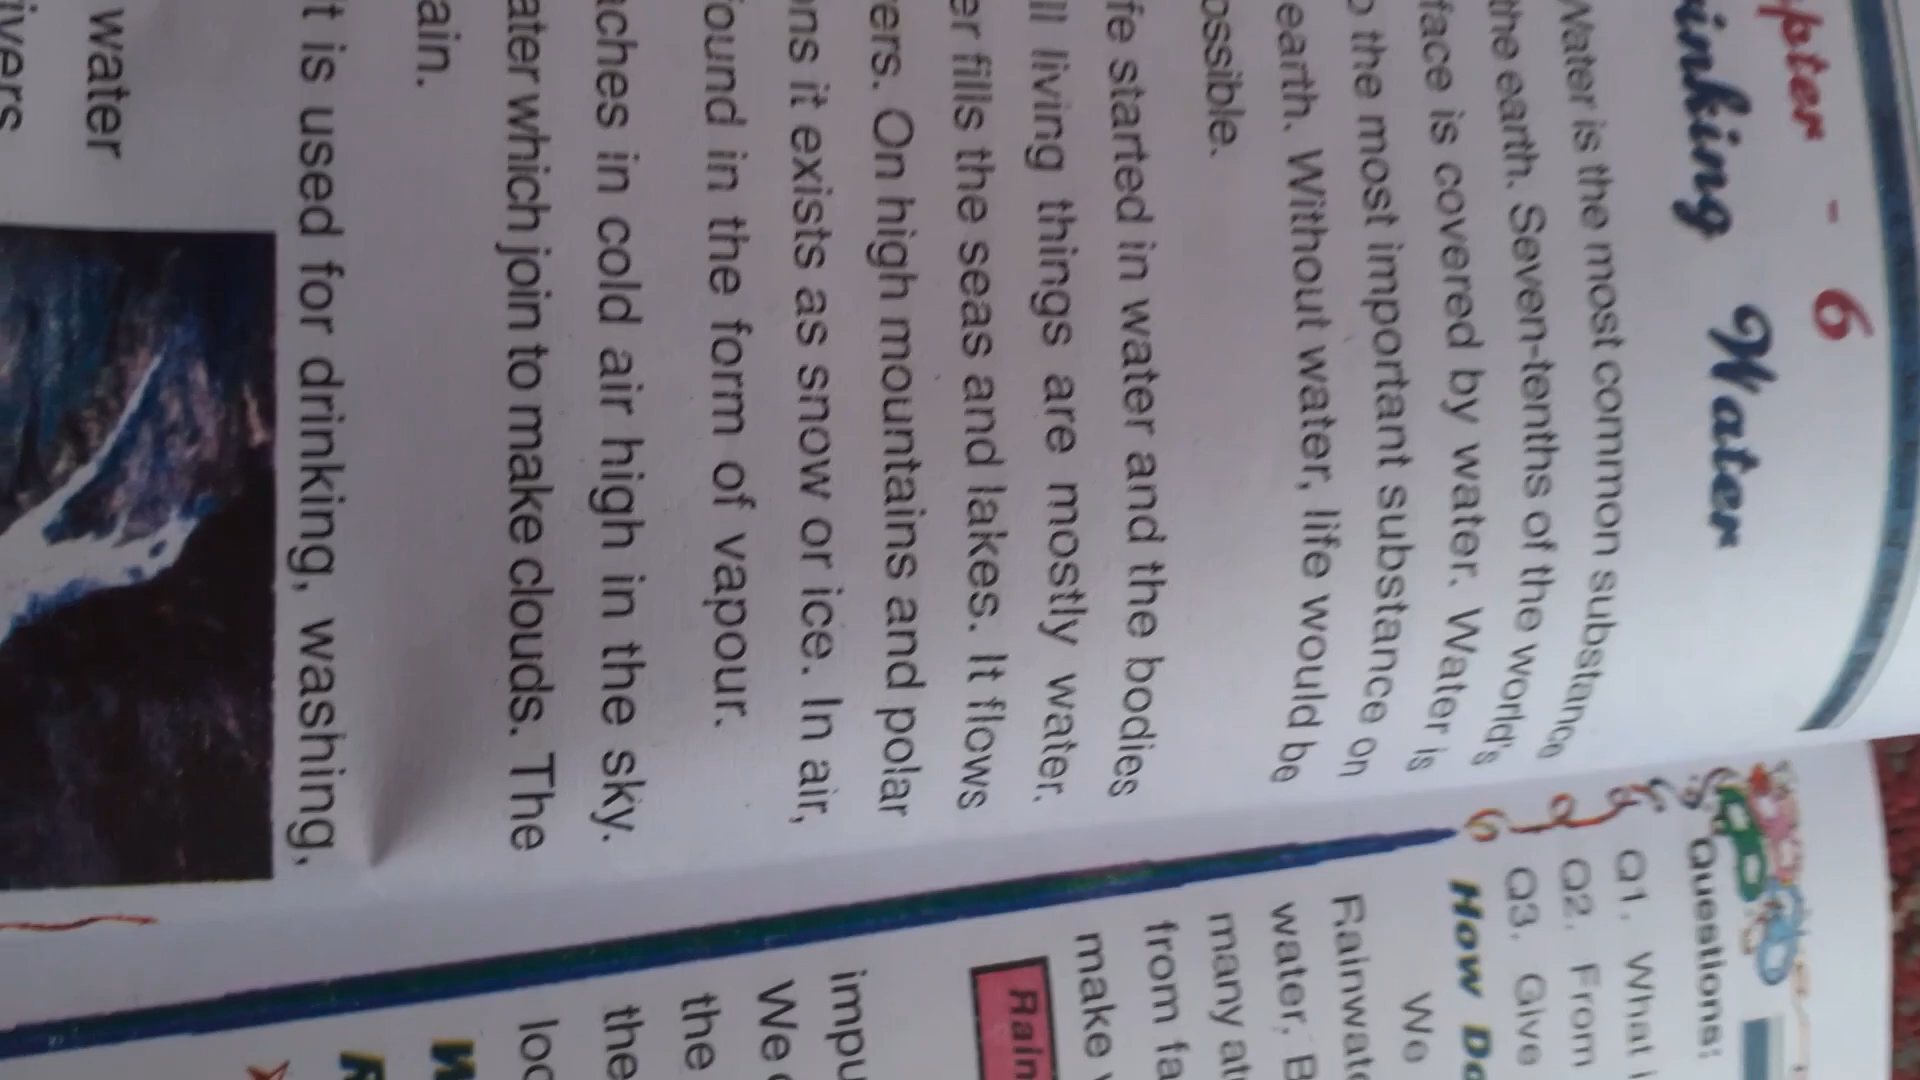 6
Water
Water is the most common substance
the earth. Seven-tenths of the world's
face is covered by water. Water is
the most important substance on
earth. Without water, life would be
ossible.
fe started in water and the bodies
ll living things are mostly water.
er fills the seas and lakes. It flows
ers. On high mountains and polar
ons it exists as snow or ice. In air,
found in the form of vapour.
aches in cold air high in the sky.
ater which join to make clouds. The
ain.
t is used for drinking, washing,
water
ivers
Questions:
Q1. What i
Q2. From
Q3. Give
6
How Do
We
Rainwate
water, B
many at
from fa
make
Rain
impu
We
the
the
loc